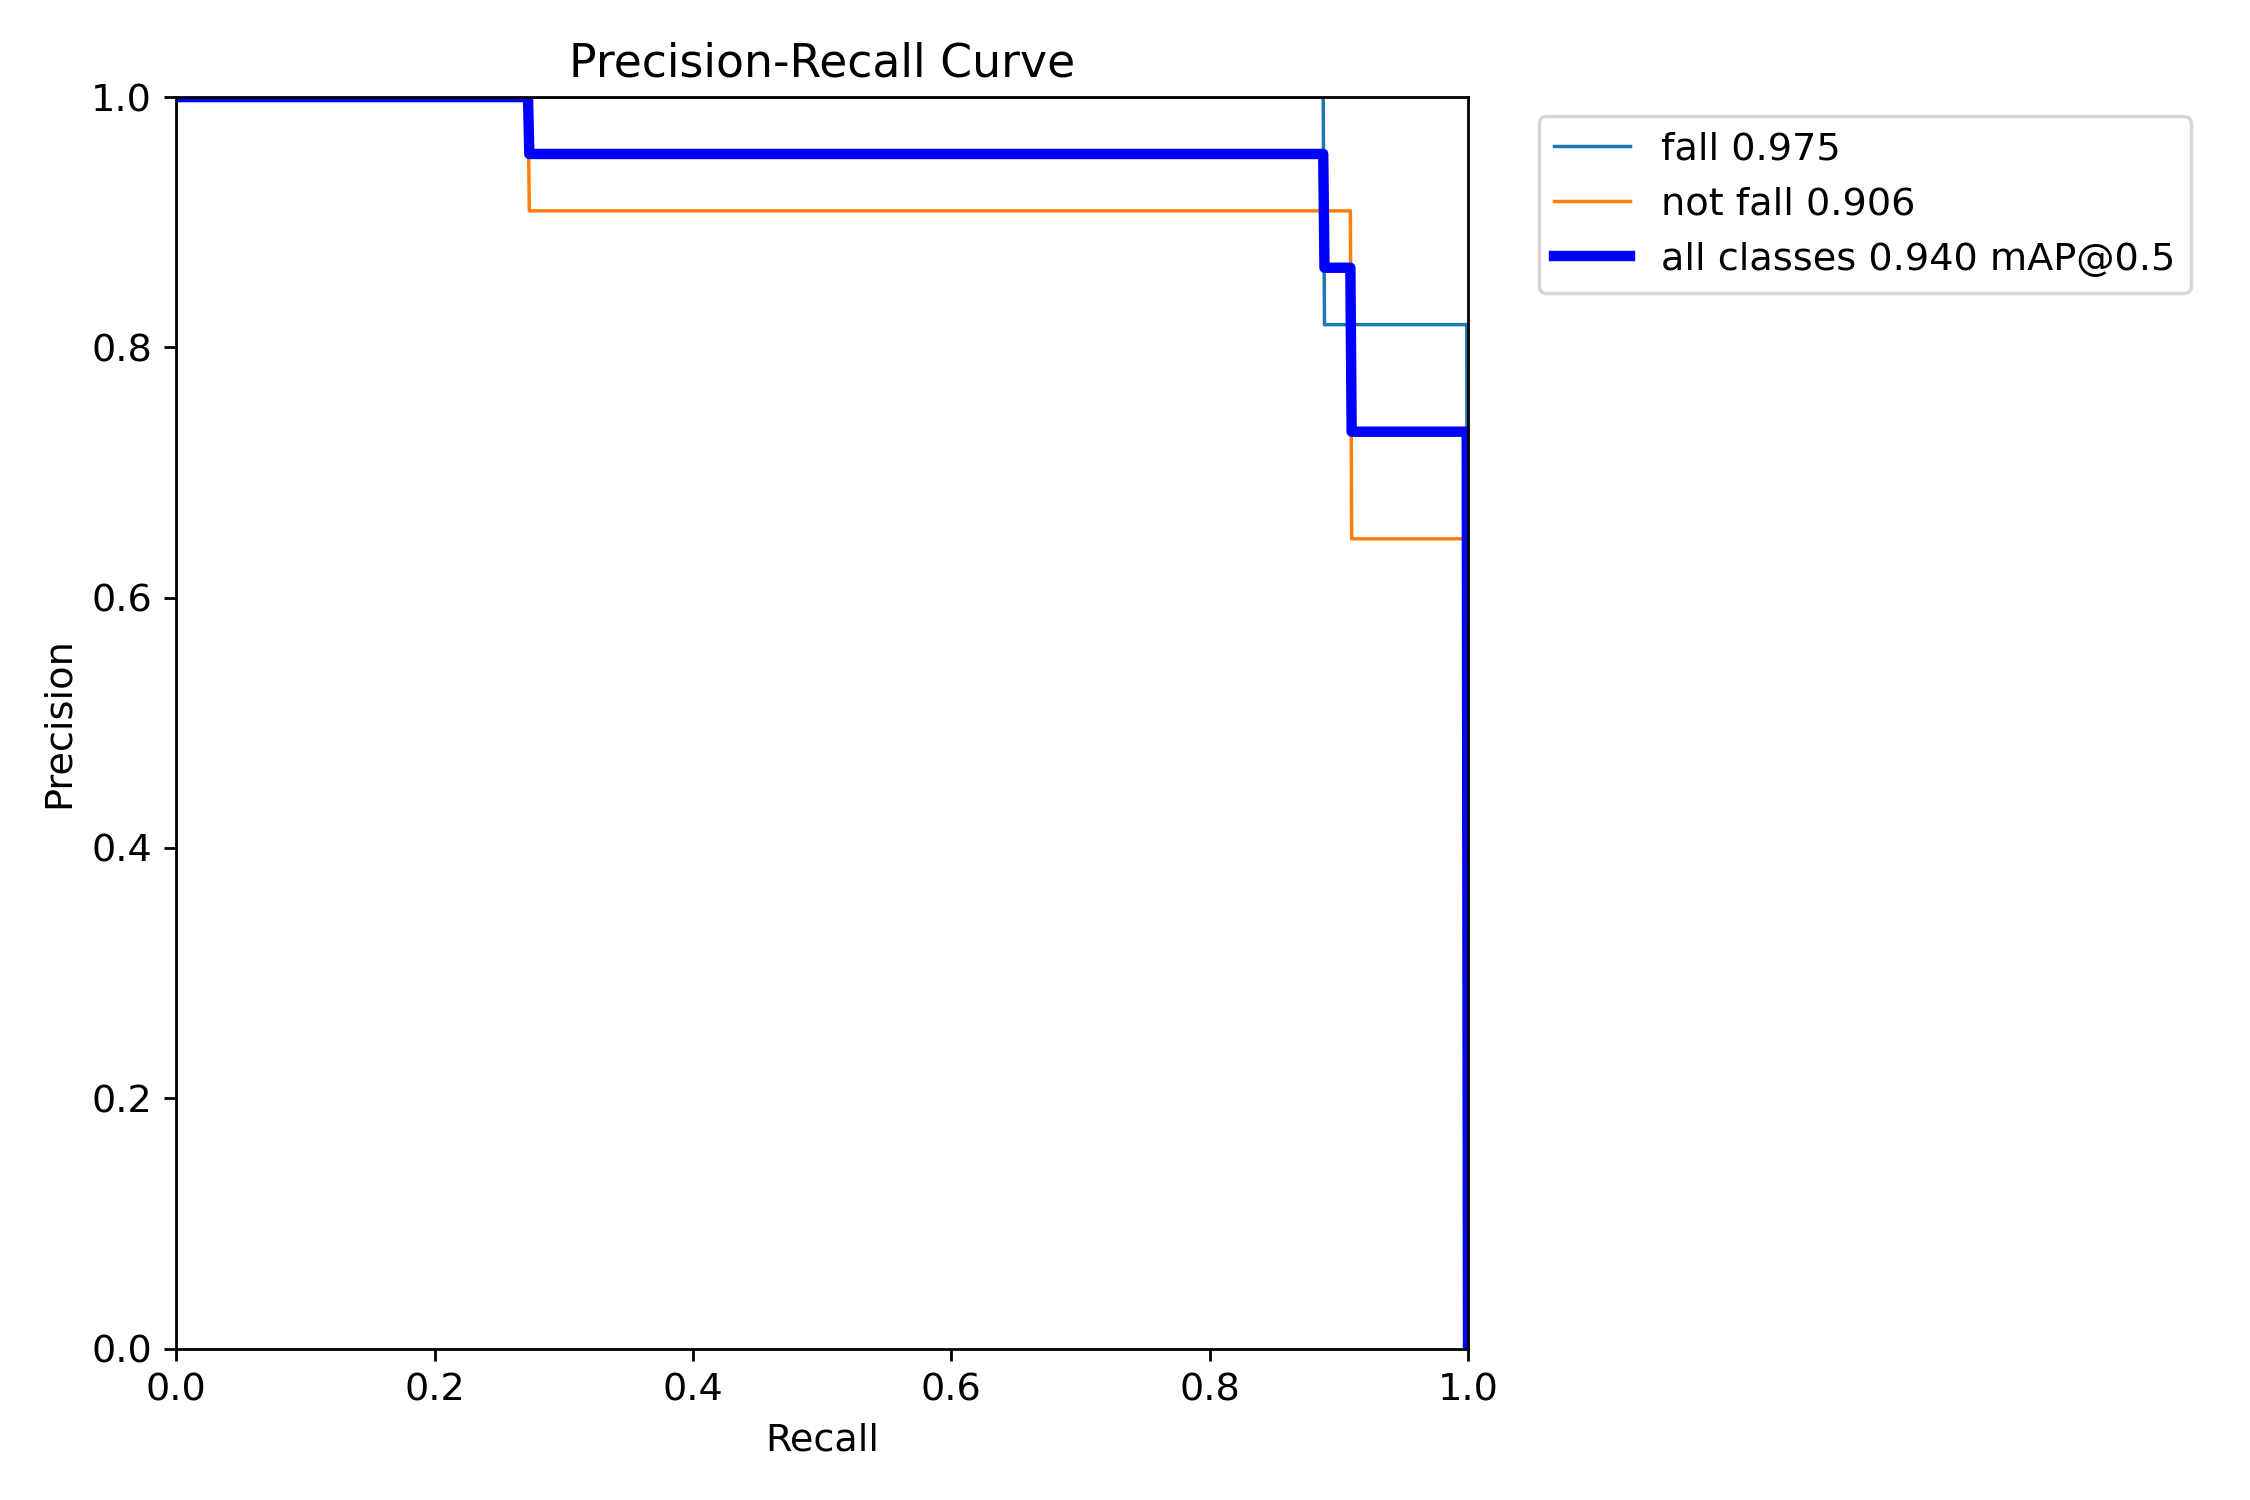 Precision-Recall Curve
1.0
0.8
0.6
0.4
0.2
0.0
Precision
0.0 0.2 0.4 0.6 0.8 1.0
Recall
fall 0.975
not fall 0.906
all classes 0.940 mAP@0.5